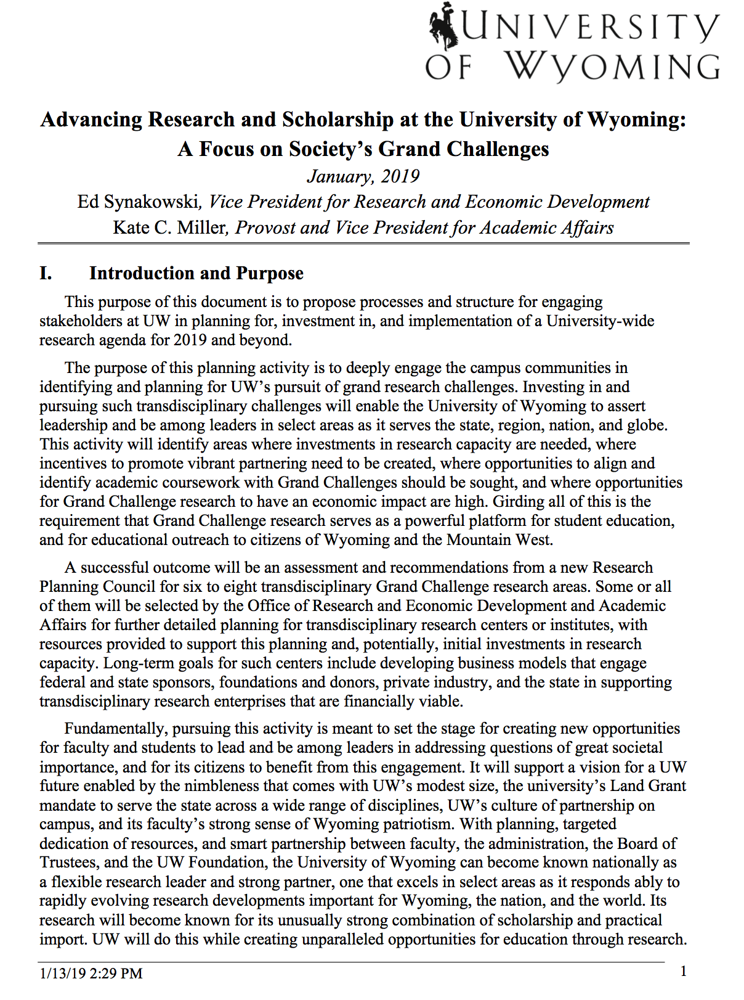 UNIVERSITY
OF WYOMING
Advancing Research and Scholarship at the University of Wyoming:
A Focus on Society’s Grand Challenges
January, 2019
Ed Synakowski, Vice President for Research and Economic Development
Kate C. Miller, Provost and Vice President for Academic Affairs
I. Introduction and Purpose
This purpose of this document is to propose processes and structure for engaging
stakeholders at UW in planning for, investment in, and implementation of a University-wide
research agenda for 2019 and beyond.
The purpose of this planning activity is to deeply engage the campus communities in
identifying and planning for UW’s pursuit of grand research challenges. Investing in and
pursuing such transdisciplinary challenges will enable the University of Wyoming to assert
leadership and be among leaders in select areas as it serves the state, region, nation, and globe.
This activity will identify areas where investments in research capacity are needed, where
incentives to promote vibrant partnering need to be created, where opportunities to align and
identify academic coursework with Grand Challenges should be sought, and where opportunities
for Grand Challenge research to have an economic impact are high. Girding all of this is the
requirement that Grand Challenge research serves as a powerful platform for student education,
and for educational outreach to citizens of Wyoming and the Mountain West.
A successful outcome will be an assessment and recommendations from a new Research
Planning Council for six to eight transdisciplinary Grand Challenge research areas. Some or all
of them will be selected by the Office of Research and Economic Development and Academic
Affairs for further detailed planning for transdisciplinary research centers or institutes, with
resources provided to support this planning and, potentially, initial investments in research
capacity. Long-term goals for such centers include developing business models that engage
federal and state sponsors, foundations and donors, private industry, and the state in supporting
transdisciplinary research enterprises that are financially viable.
Fundamentally, pursuing this activity is meant to set the stage for creating new opportunities
for faculty and students to lead and be among leaders in addressing questions of great societal
importance, and for its citizens to benefit from this engagement. It will support a vision for a UW
future enabled by the nimbleness that comes with UW’s modest size, the university’s Land Grant
mandate to serve the state across a wide range of disciplines, UW’s culture of partnership on
campus, and its faculty’s strong sense of Wyoming patriotism. With planning, targeted
dedication of resources, and smart partnership between faculty, the administration, the Board of
Trustees, and the UW Foundation, the University of Wyoming can become known nationally as
a flexible research leader and strong partner, one that excels in select areas as it responds ably to
rapidly evolving research developments important for Wyoming, the nation, and the world. Its
research will become known for its unusually strong combination of scholarship and practical
import. UW will do this while creating unparalleled opportunities for education through research.
1/13/19 2:29 PM 1